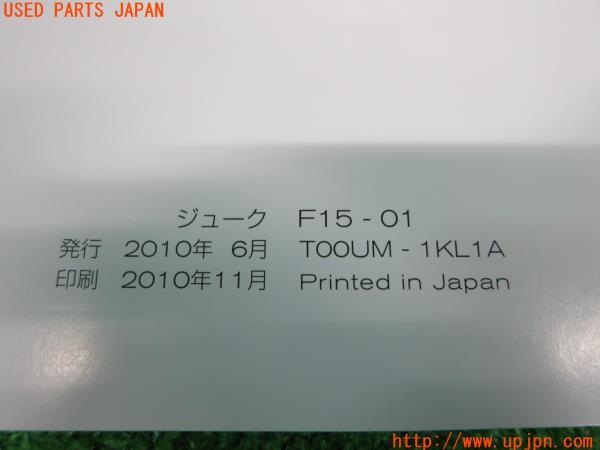 USED PARTS JAPAN
ジューク F15 - 01
発行 2010年 6月 T00UM - 1KL1A
印刷 2010年11月 Printed in Japan
http://www.upjpn.com/